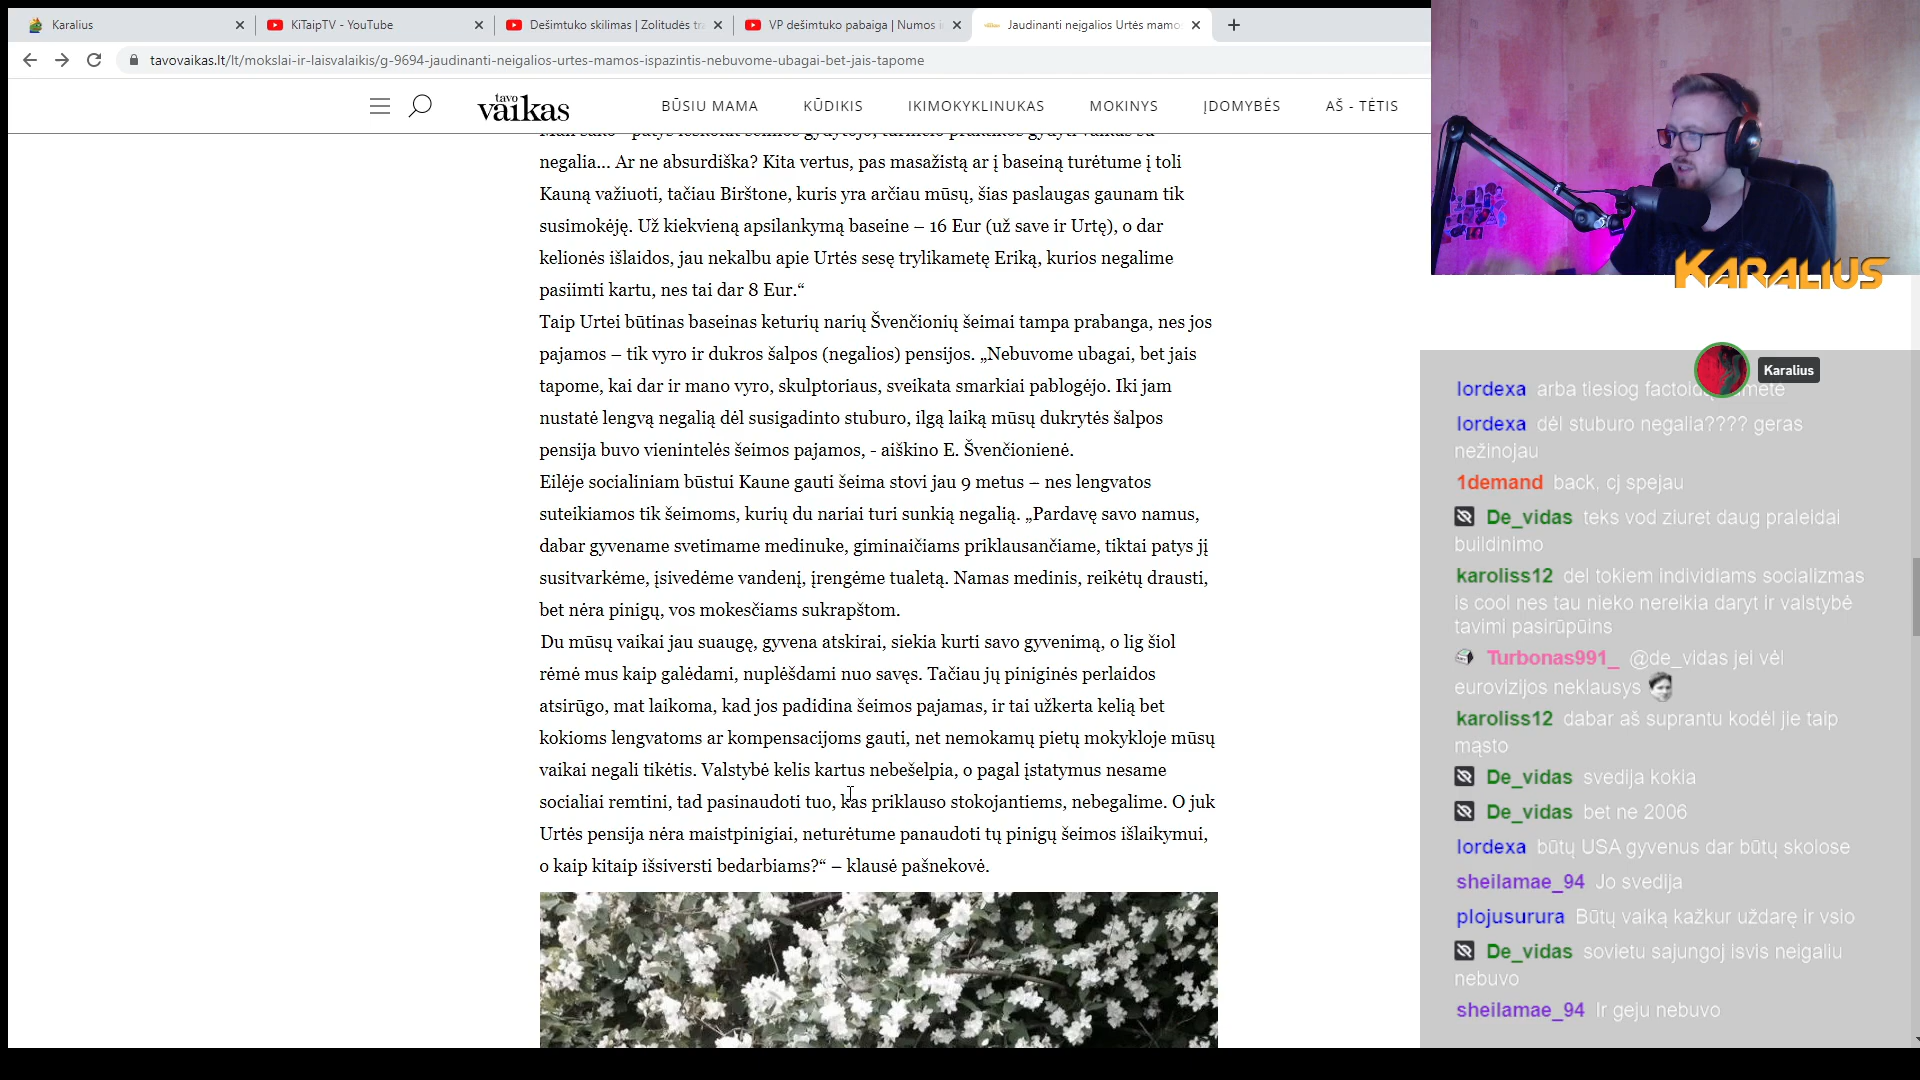 Karalius
KiTaipTV - YouTube
Dešimtuko skilimas | Zolitudės tr
VP dešimtuko pabaiga | Numos i
Jaudinanti neįgalios Urtės mamos
tavovaikas.lt/lt/mokslai-ir-laisvalaikis/g-9694-jaudinanti-neigalios-urtes-mamos-ispazintis-nebuvome-ubagai-bet-jais-tapome
tavo
vaikas
BŪSIU MAMA
KŪDIKIS
IKIMOKYKLINUKAS
MOKINYS
ĮDOMYBĖS
AŠ - TĖTIS
negalia... Ar ne absurdiška? Kita vertus, pas masažistą ar į baseiną turėtume į toli
Kauną važiuoti, tačiau Birštone, kuris yra arčiau mūsų, šias paslaugas gaunam tik
susimokėję. Už kiekvieną apsilankymą baseine – 16 Eur (už save ir Urtę), o dar
kelionės išlaidos, jau nekalbu apie Urtės sesę trylikametę Eriką, kurios negalime
pasiimti kartu, nes tai dar 8 Eur.“
Taip Urtei būtinas baseinas keturių narių Švenčionių šeimai tampa prabanga, nes jos
pajamos – tik vyro ir dukros šalpos (negalios) pensijos. „Nebuvome ubagai, bet jais
tapome, kai dar ir mano vyro, skulptoriaus, sveikata smarkiai pablogėjo. Iki jam
nustatė lengvą negalią dėl susigadinto stuburo, ilgą laiką mūsų dukrytės šalpos
pensija buvo vienintelės šeimos pajamos, - aiškino E. Švenčionienė.
Eilėje socialiniam būstui Kaune gauti šeima stovi jau 9 metus – nes lengvatos
suteikiamos tik šeimoms, kurių du nariai turi sunkią negalią. „Pardavę savo namus,
dabar gyvename svetimame medinuke, giminaičiams priklausančiame, tiktai patys jį
susitvarkėme, įsivedėme vandenį, įrengėme tualetą. Namas medinis, reikėtų drausti,
bet nėra pinigų, vos mokesčiams sukrapštom.
Du mūsų vaikai jau suaugę, gyvena atskirai, siekia kurti savo gyvenimą, o lig šiol
rėmė mus kaip galėdami, nuplėšdami nuo savęs. Tačiau jų piniginės perlaidos
atsirūgo, mat laikoma, kad jos padidina šeimos pajamas, ir tai užkerta kelią bet
kokioms lengvatoms ar kompensacijoms gauti, net nemokamų pietų mokykloje mūsų
vaikai negali tikėtis. Valstybė kelis kartus nebešelpia, o pagal įstatymus nesame
socialiai remtini, tad pasinaudoti tuo, kas priklauso stokojantiems, nebegalime. O juk
Urtės pensija nėra maistpinigiai, neturėtume panaudoti tų pinigų šeimos išlaikymui,
o kaip kitaip išsiversti bedarbiams?“ – klausė pašnekovė.
KARALIUS
Karalius
lordexa arba tiesiog
lordexa dėl stuburo negalia???? geras
nežinojau
1demand back. cj spejau
De_vidas teks vod ziuret daug praleidai
buildinimo
karoliss12 del tokiem individiams socializmas
is cool nes tau nieko nereikia daryt ir valstybė
tavimi pasirūpūins
Turbonas991_ @de_vidas jei vėl
eurovizijos neklausys
karoliss12 dabar aš suprantu kodėl jie taip
mąsto
De_vidas svedija kokia
De_vidas bet ne 2006
lordexa būtų USA gyvenus dar būtų skolose
sheilamae_94 Jo svedija
plojusurura Būtų vaiką kažkur uždarę ir vsio
De_vidas sovietu sajungoj isvis neigaliu
nebuvo
sheilamae_94 Ir geju nebuvo